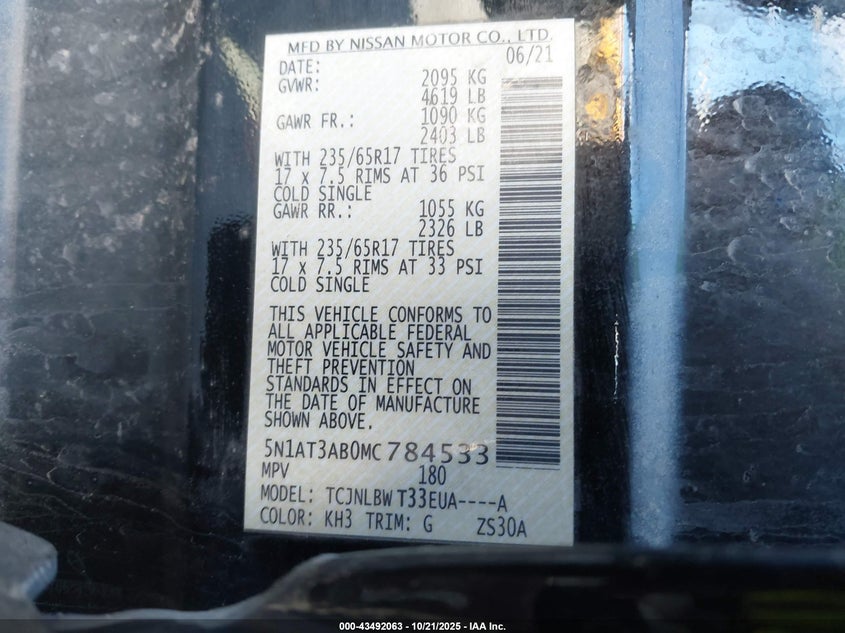 MFD BY NISSAN MOTOR CO., LTD.
DATE: 06/21
GVWR: 2095 KG
4619 LB
GAWR FR.: 1090 KG
2403 LB
WITH 235/65R17 TIRES
17 x 7.5 RIMS AT 36 PSI
COLD SINGLE
GAWR RR.: 1055 KG
2326 LB
WITH 235/65R17 TIRES
17 x 7.5 RIMS AT 33 PSI
COLD SINGLE
THIS VEHICLE CONFORMS TO
ALL APPLICABLE FEDERAL
MOTOR VEHICLE SAFETY AND
THEFT PREVENTION
STANDARDS IN EFFECT ON
THE DATE OF MANUFACTURE
SHOWN ABOVE.
5N1AT3AB0MC784533
MPV 180
MODEL: TCJNLBW T33EUA----A
COLOR: KH3 TRIM: G ZS30A
000-43492063 - 10/21/2025 - IAA Inc.